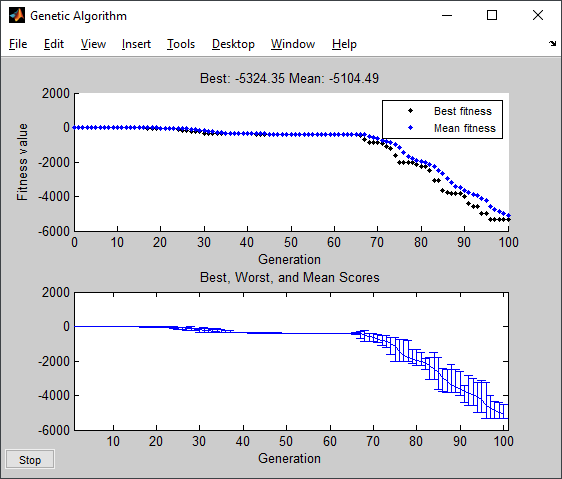 Genetic Algorithm
File Edit View Insert Tools Desktop Window Help
Best: -5324.35 Mean: -5104.49
2000
0
-2000
-4000
-6000
Fitness value
Best fitness
Mean fitness
0 10 20 30 40 50 60 70 80 90 100
Generation
Best, Worst, and Mean Scores
2000
0
-2000
-4000
-6000
10 20 30 40 50 60 70 80 90 100
Generation
Stop